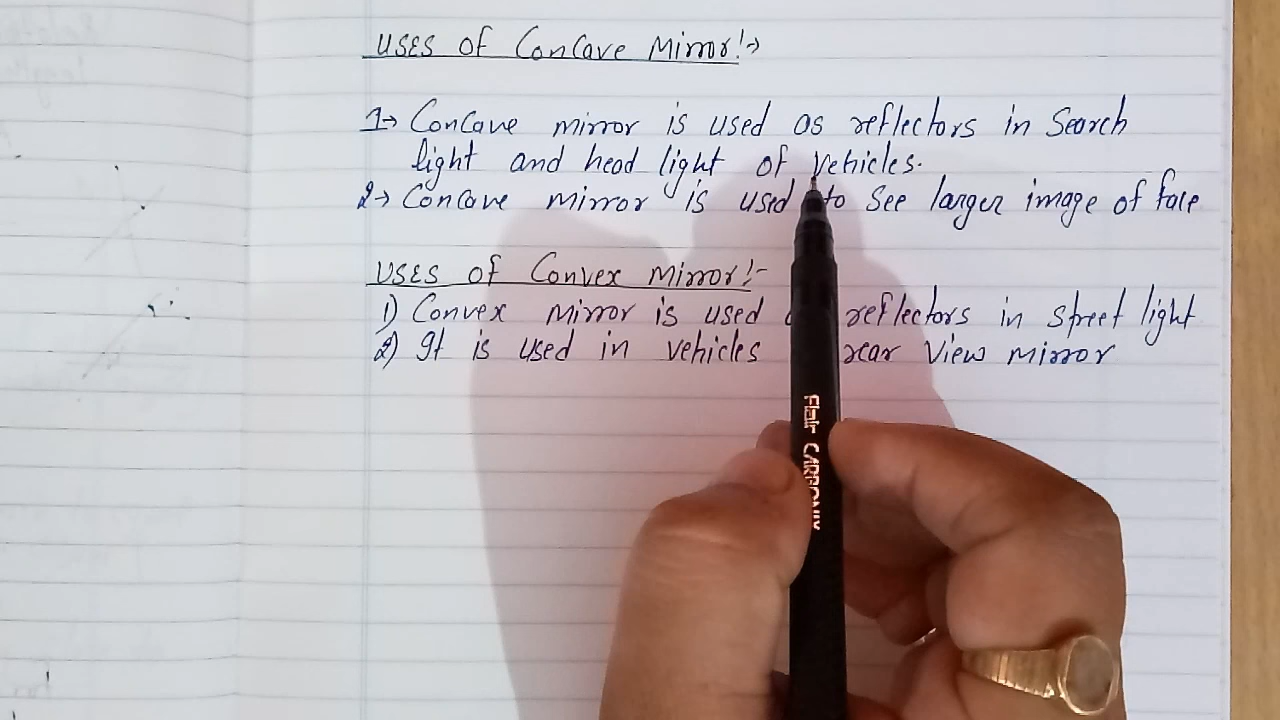 USES of Concave Mirror!→
1→ Concave mirror is used as reflectors in Search
light and head light of vehicles.
2→ Concave mirror is used to See larger image of face
USES of Convex Mirror!-
1) Convex mirror is used reflectors in street light
2) It is used in vehicles rear view mirror
Flair CARBONIX